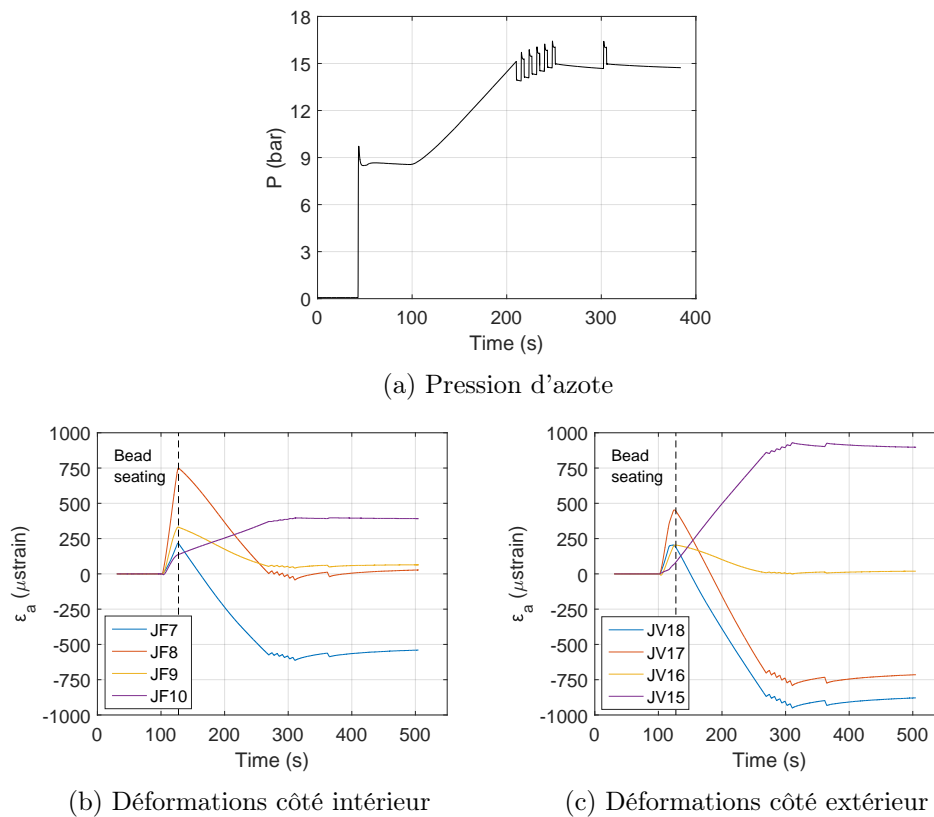 18
15
12
9
6
3
0
P (bar)
0 100 200 300 400
Time (s)
(a) Pression d'azote
1000
750
500
250
0
-250
-500
-750
-1000
εa (μstrain)
Bead
seating
JF7
JF8
JF9
JF10
0 100 200 300 400 500
Time (s)
(b) Déformations côté intérieur
1000
750
500
250
0
-250
-500
-750
-1000
εa (μstrain)
Bead
seating
JV18
JV17
JV16
JV15
0 100 200 300 400 500
Time (s)
(c) Déformations côté extérieur